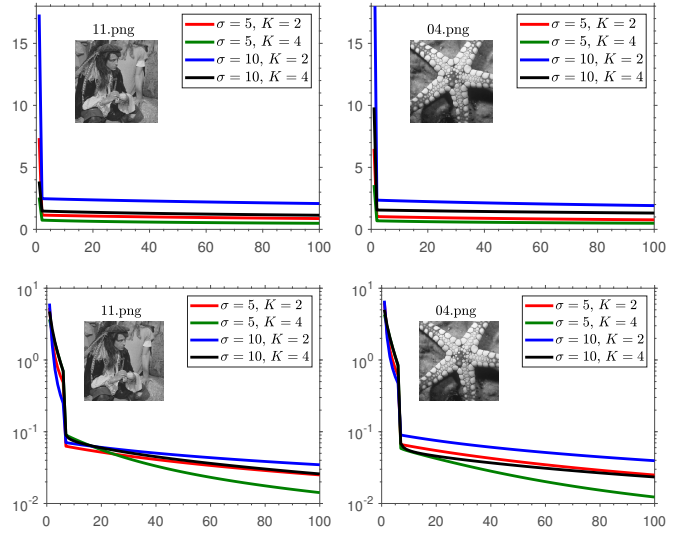 11.png
σ = 5, K = 2
σ = 5, K = 4
σ = 10, K = 2
σ = 10, K = 4
15
10
5
0
0 20 40 60 80 100
04.png
σ = 5, K = 2
σ = 5, K = 4
σ = 10, K = 2
σ = 10, K = 4
15
10
5
0
0 20 40 60 80 100
11.png
σ = 5, K = 2
σ = 5, K = 4
σ = 10, K = 2
σ = 10, K = 4
10^1
10^0
10^-1
10^-2
0 20 40 60 80 100
04.png
σ = 5, K = 2
σ = 5, K = 4
σ = 10, K = 2
σ = 10, K = 4
10^1
10^0
10^-1
10^-2
0 20 40 60 80 100